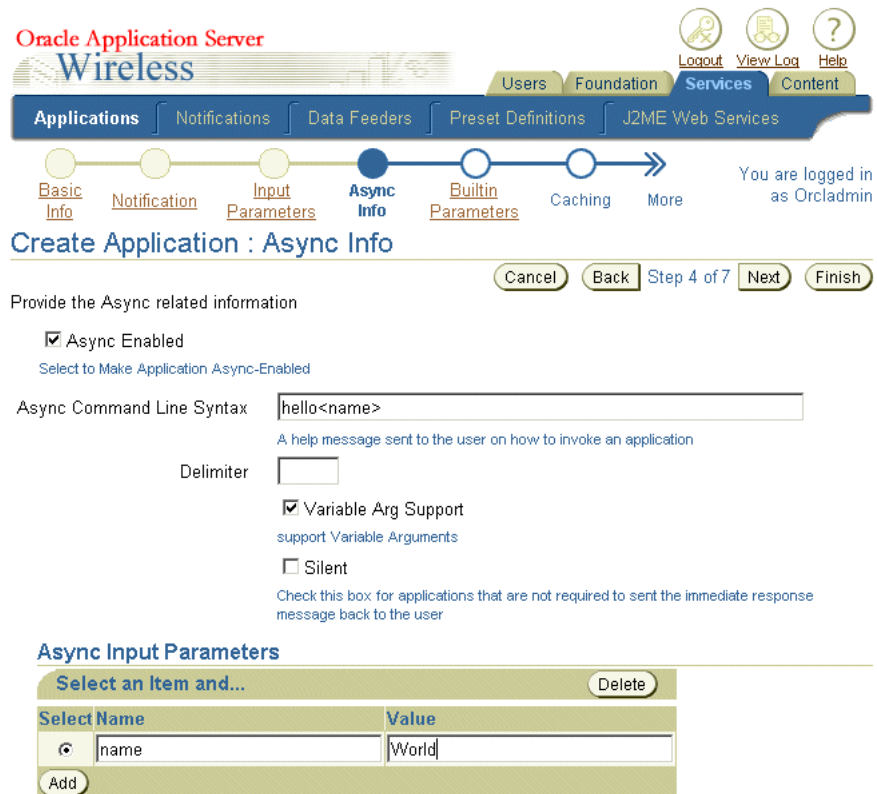 Oracle Application Server
Wireless
Logout View Log Help
Users Foundation Services Content
Applications Notifications Data Feeders Preset Definitions J2ME Web Services
Basic Info
Notification
Input Parameters
Async Info
Builtin Parameters
Caching
More
You are logged in as Orcladmin
Create Application : Async Info
Cancel Back Step 4 of 7 Next Finish
Provide the Async related information
Async Enabled
Select to Make Application Async-Enabled
Async Command Line Syntax hello<name>
A help message sent to the user on how to invoke an application
Delimiter
Variable Arg Support
support Variable Arguments
Silent
Check this box for applications that are not required to sent the immediate response
message back to the user
Async Input Parameters
Select an Item and... Delete
Select Name Value
name World
Add